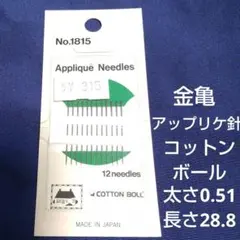 No.1815
Appliqué Needles
12needles
COTTON BOLL
MADE IN JAPAN
金亀
アップリケ針
コットン
ボール
太さ0.51
長さ28.8